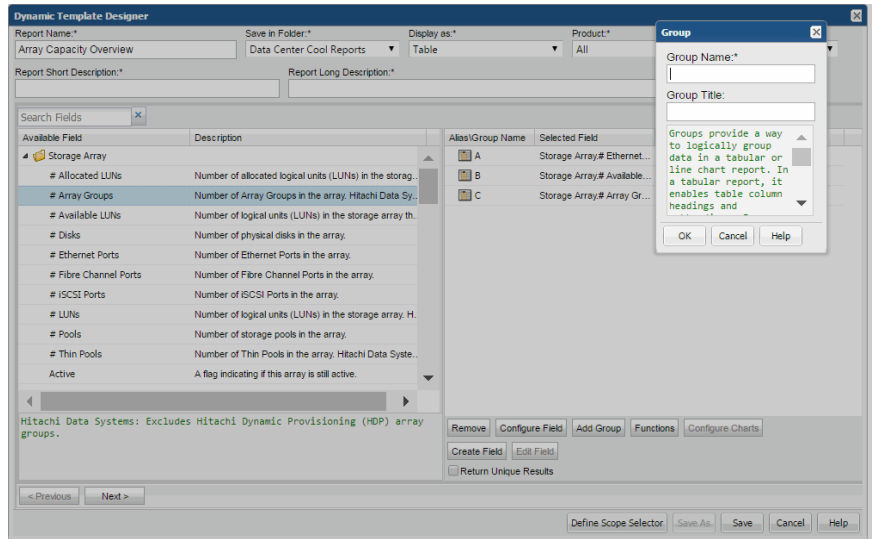 Dynamic Template Designer
Report Name:*
Save in Folder:*
Display as:*
Product:*
Array Capacity Overview
Data Center Cool Reports
Table
All
Report Short Description:*
Report Long Description:*
Search Fields
Available Field
Description
Storage Array
# Allocated LUNs
Number of allocated logical units (LUNs) in the storag..
# Array Groups
Number of Array Groups in the array. Hitachi Data Sy..
# Available LUNs
Number of logical units (LUNs) in the storage array th..
# Disks
Number of physical disks in the array.
# Ethernet Ports
Number of Ethernet Ports in the array.
# Fibre Channel Ports
Number of Fibre Channel Ports in the array.
# iSCSI Ports
Number of iSCSI Ports in the array.
# LUNs
Number of logical units (LUNs) in the storage array. H.
# Pools
Number of storage pools in the array.
# Thin Pools
Number of Thin Pools in the array. Hitachi Data Syste..
Active
A flag indicating if this array is still active.
Hitachi Data Systems: Excludes Hitachi Dynamic Provisioning (HDP) array
groups.
Alias\Group Name
Selected Field
A
Storage Array.# Ethernet...
B
Storage Array.# Available...
C
Storage Array.# Array Gr...
Remove
Configure Field
Add Group
Functions
Configure Charts
Create Field
Edit Field
Return Unique Results
< Previous
Next >
Define Scope Selector
Save As
Save
Cancel
Help
Group
Group Name:*
Group Title:
Groups provide a way
to logically group
data in a tabular or
line chart report. In
a tabular report, it
enables table column
headings and
OK
Cancel
Help